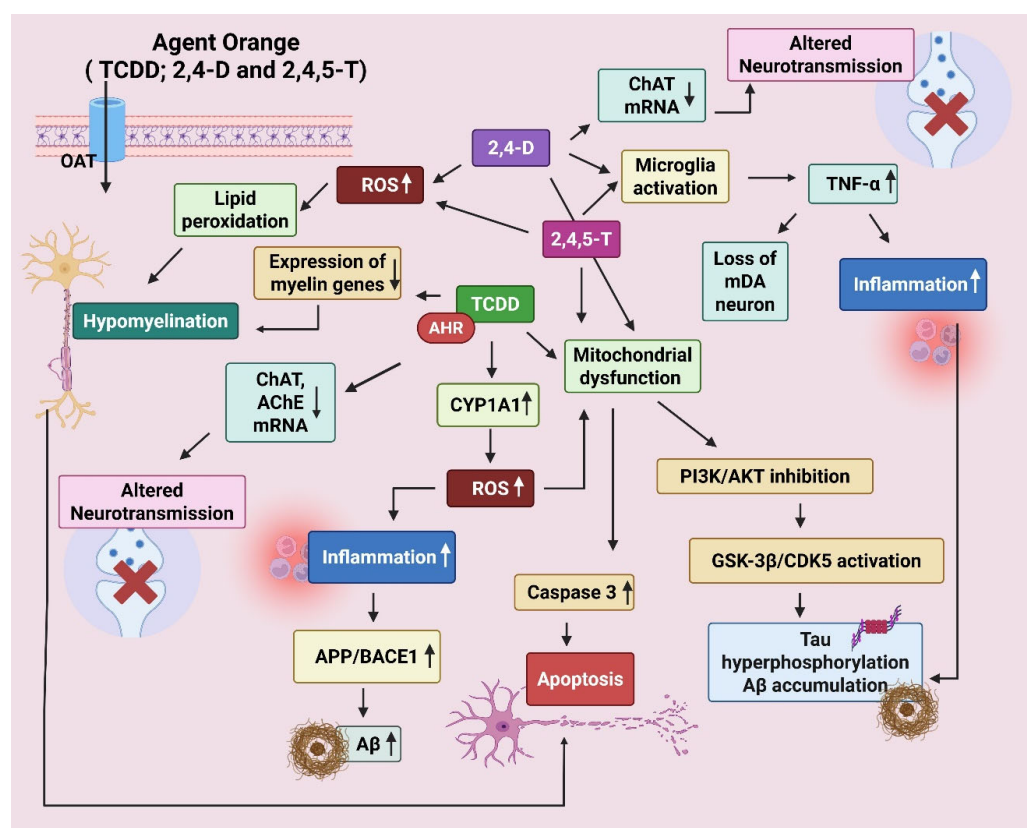 Agent Orange
( TCDD; 2,4-D and 2,4,5-T)
OAT
Altered
Neurotransmission
ChAT
mRNA
2,4-D
Microglia
activation
TNF-α
ROS
Lipid
peroxidation
2,4,5-T
Loss of
mDA
neuron
Inflammation
Expression of
myelin genes
TCDD
AHR
Hypomyelination
Mitochondrial
dysfunction
ChAT,
AChE
mRNA
CYP1A1
PI3K/AKT inhibition
ROS
Altered
Neurotransmission
Inflammation
GSK-3β/CDK5 activation
Caspase 3
Tau
hyperphosphorylation
Aβ accumulation
APP/BACE1
Apoptosis
Aβ